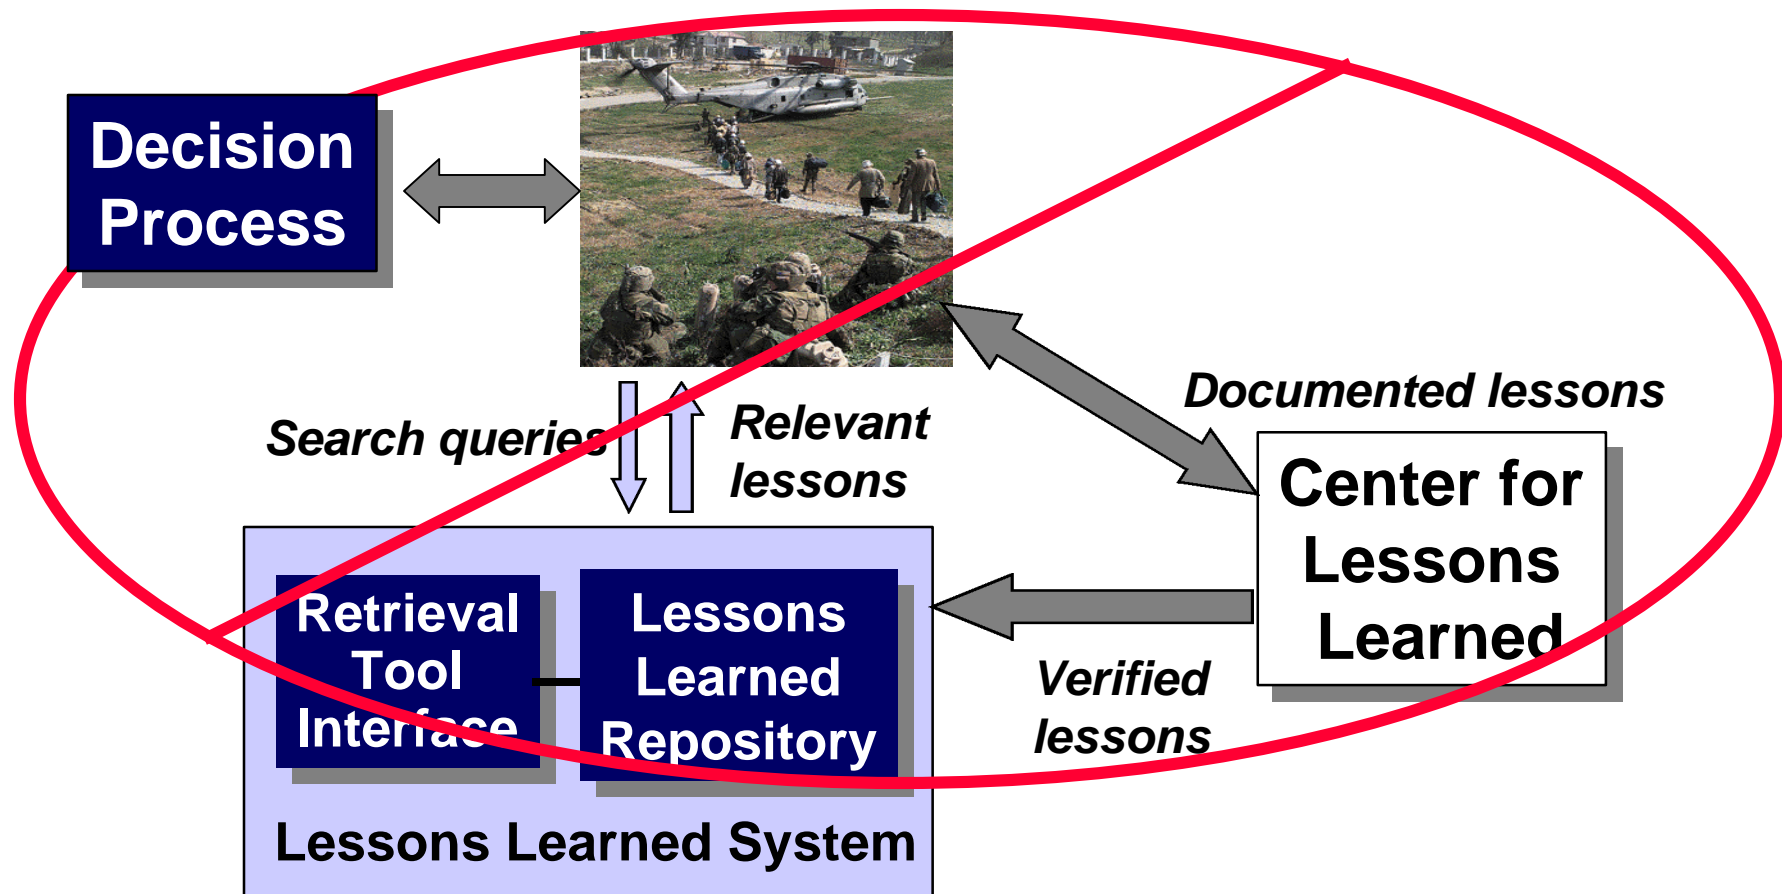 Decision
Process
Documented lessons
Search queries
Relevant
lessons
Center for
Lessons
Learned
Retrieval
Tool
Interface
Lessons
Learned
Repository
Verified
lessons
Lessons Learned System